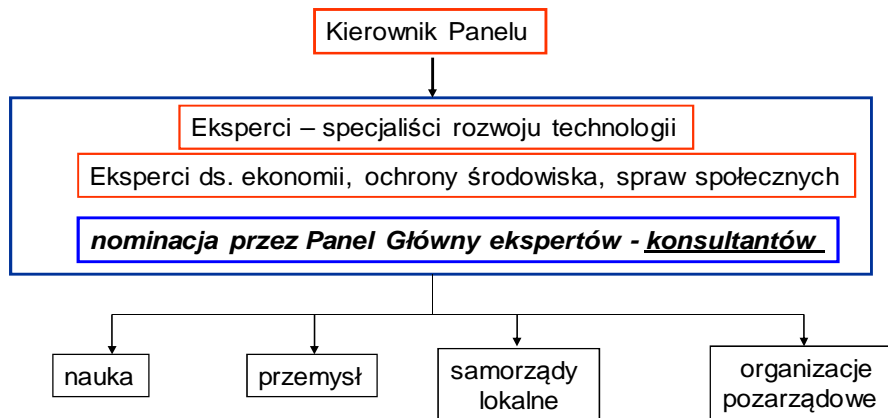 Kierownik Panelu
Eksperci – specjaliści rozwoju technologii
Eksperci ds. ekonomii, ochrony środowiska, spraw społecznych
nominacja przez Panel Główny ekspertów - konsultantów
nauka
przemysł
samorządy
lokalne
organizacje
pozarządowe